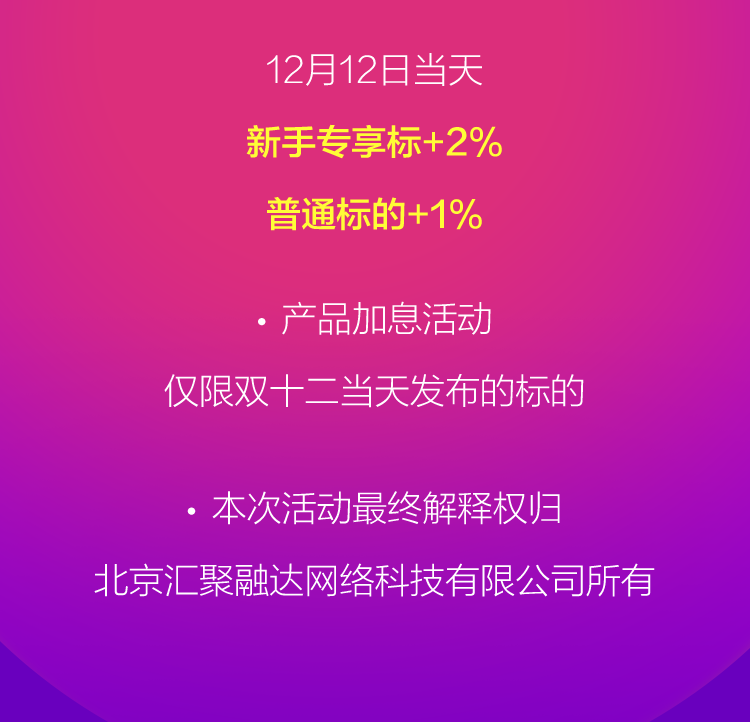 12月12日当天
新手专享标+2%
普通标的+1%
• 产品加息活动
仅限双十二当天发布的标的
• 本次活动最终解释权归
北京汇聚融达网络科技有限公司所有